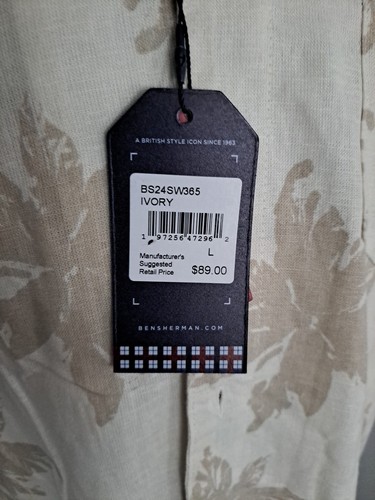 A BRITISH STYLE ICON SINCE 1963
BS24SW365
IVORY
1 97256 47296 2
L
Manufacturer's
Suggested
Retail Price
$89.00
BENSHERMAN.COM